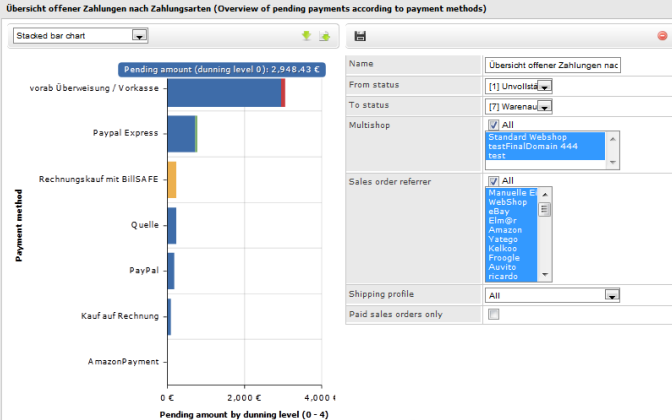 Übersicht offener Zahlungen nach Zahlungsarten (Overview of pending payments according to payment methods)
Stacked bar chart
Pending amount (dunning level 0): 2,948.43 €
vorab Überweisung / Vorkasse
Paypal Express
Rechnungskauf mit BillSAFE
Quelle
PayPal
Kauf auf Rechnung
AmazonPayment
Payment method
0 € 2,000 € 4,000 €
Pending amount by dunning level (0 - 4)
Name Übersicht offener Zahlungen nac
From status [1] Unvollstä
To status [7] Warenau
Multishop All
Standard Webshop
testFinalDomain 444
test
Sales order referrer All
Manuelle E
WebShop
eBay
Elm@r
Amazon
Yatego
Kelkoo
Froogle
Auvito
ricardo
Shipping profile All
Paid sales orders only